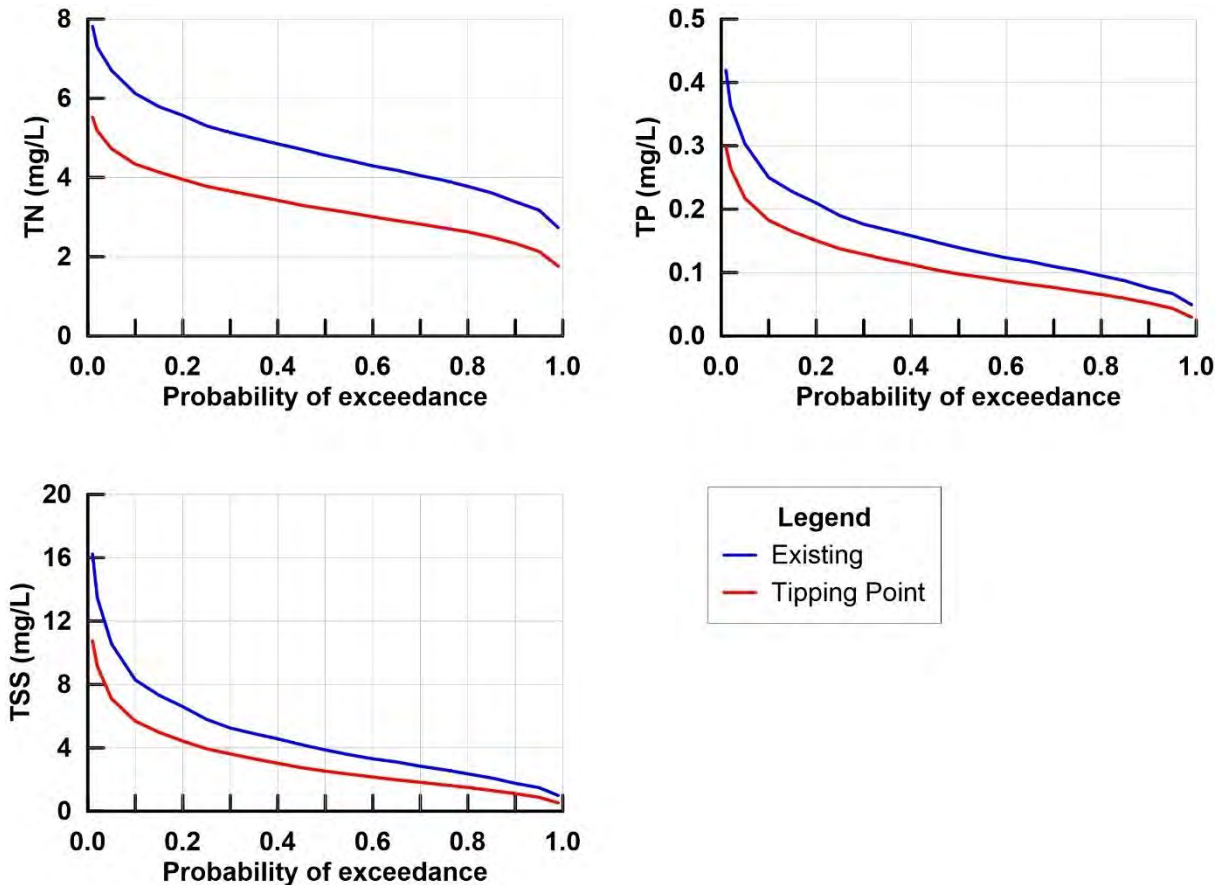 8
6
4
2
0
TN (mg/L)
0.0 0.2 0.4 0.6 0.8 1.0
Probability of exceedance
0.5
0.4
0.3
0.2
0.1
0.0
TP (mg/L)
0.0 0.2 0.4 0.6 0.8 1.0
Probability of exceedance
20
16
12
8
4
0
TSS (mg/L)
0.0 0.2 0.4 0.6 0.8 1.0
Probability of exceedance
Legend
Existing
Tipping Point